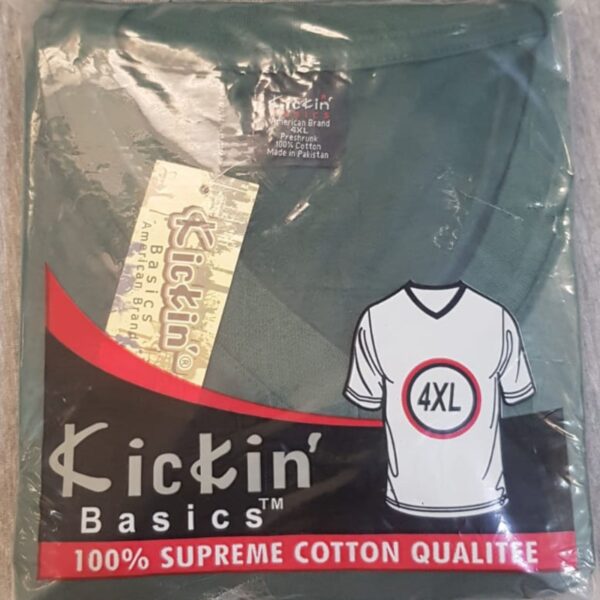 Kickin'
Basics
American Brand
4XL
Preshrunk
100% Cotton
Made in Pakistan
Kickin'®
Basics
American Brand
4XL
Kickin'
Basics™
100% SUPREME COTTON QUALITEE